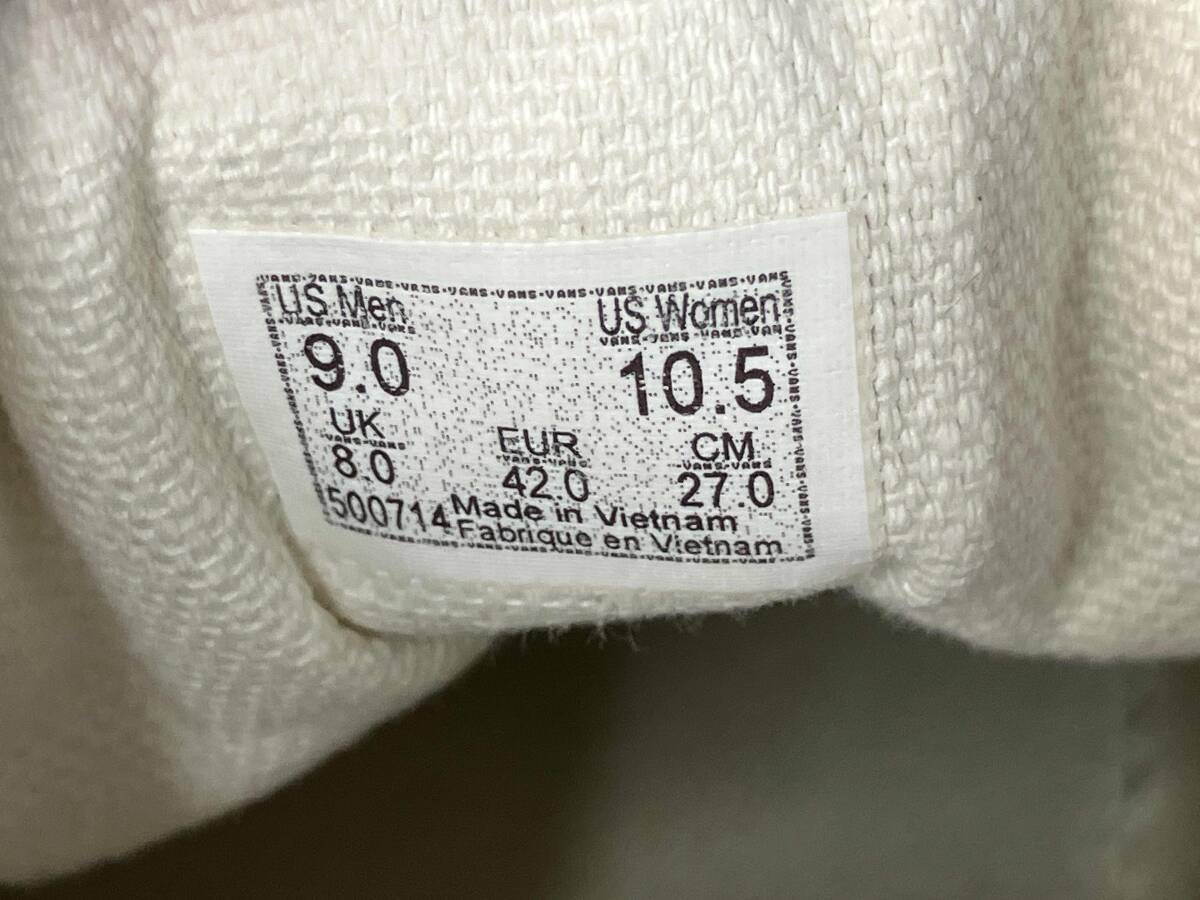 US Men US Women
9.0 10.5
UK EUR CM
8.0 42.0 27.0
500714 Made in Vietnam
Fabrique en Vietnam